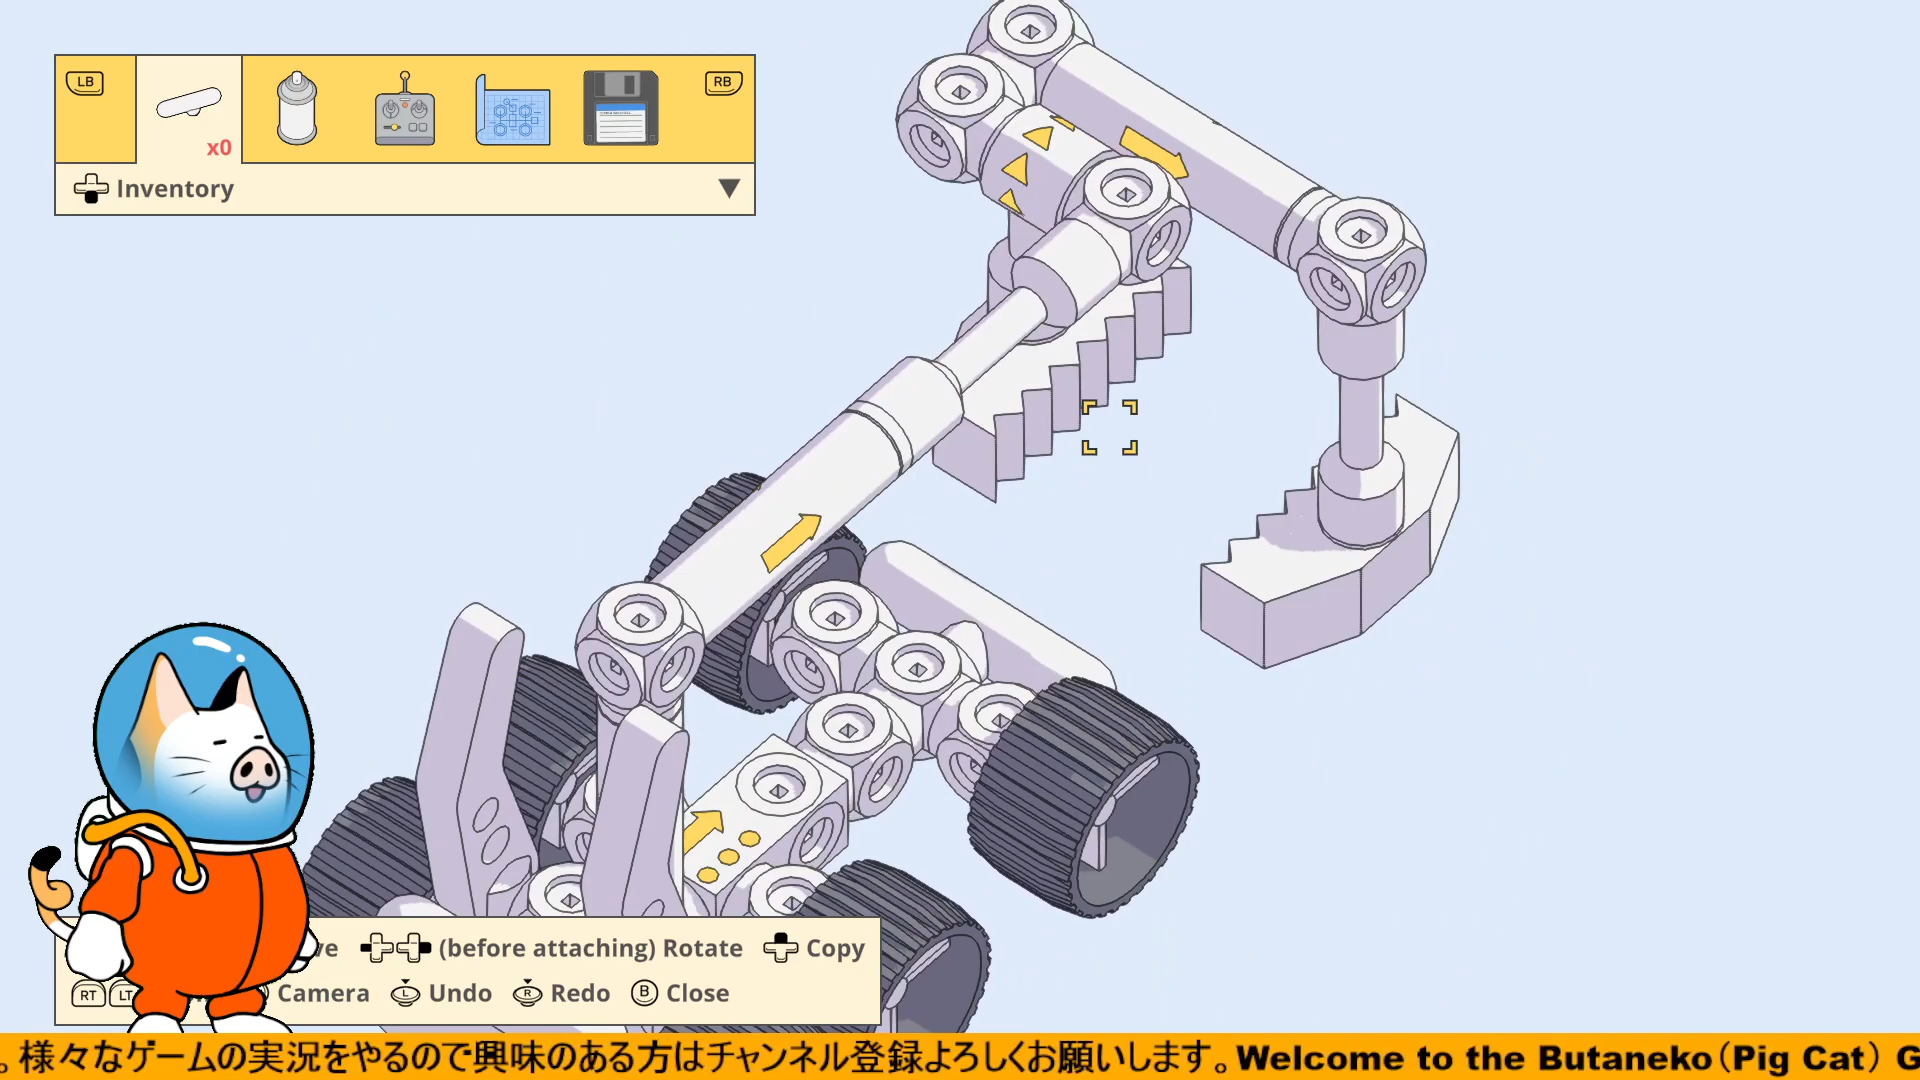 LB
RB
x0
Inventory
ve (before attaching) Rotate Copy
RT LT Camera Undo Redo B Close
。様々なゲームの実況をやるので興味のある方はチャンネル登録よろしくお願いします。Welcome to the Butaneko(Pig Cat) G